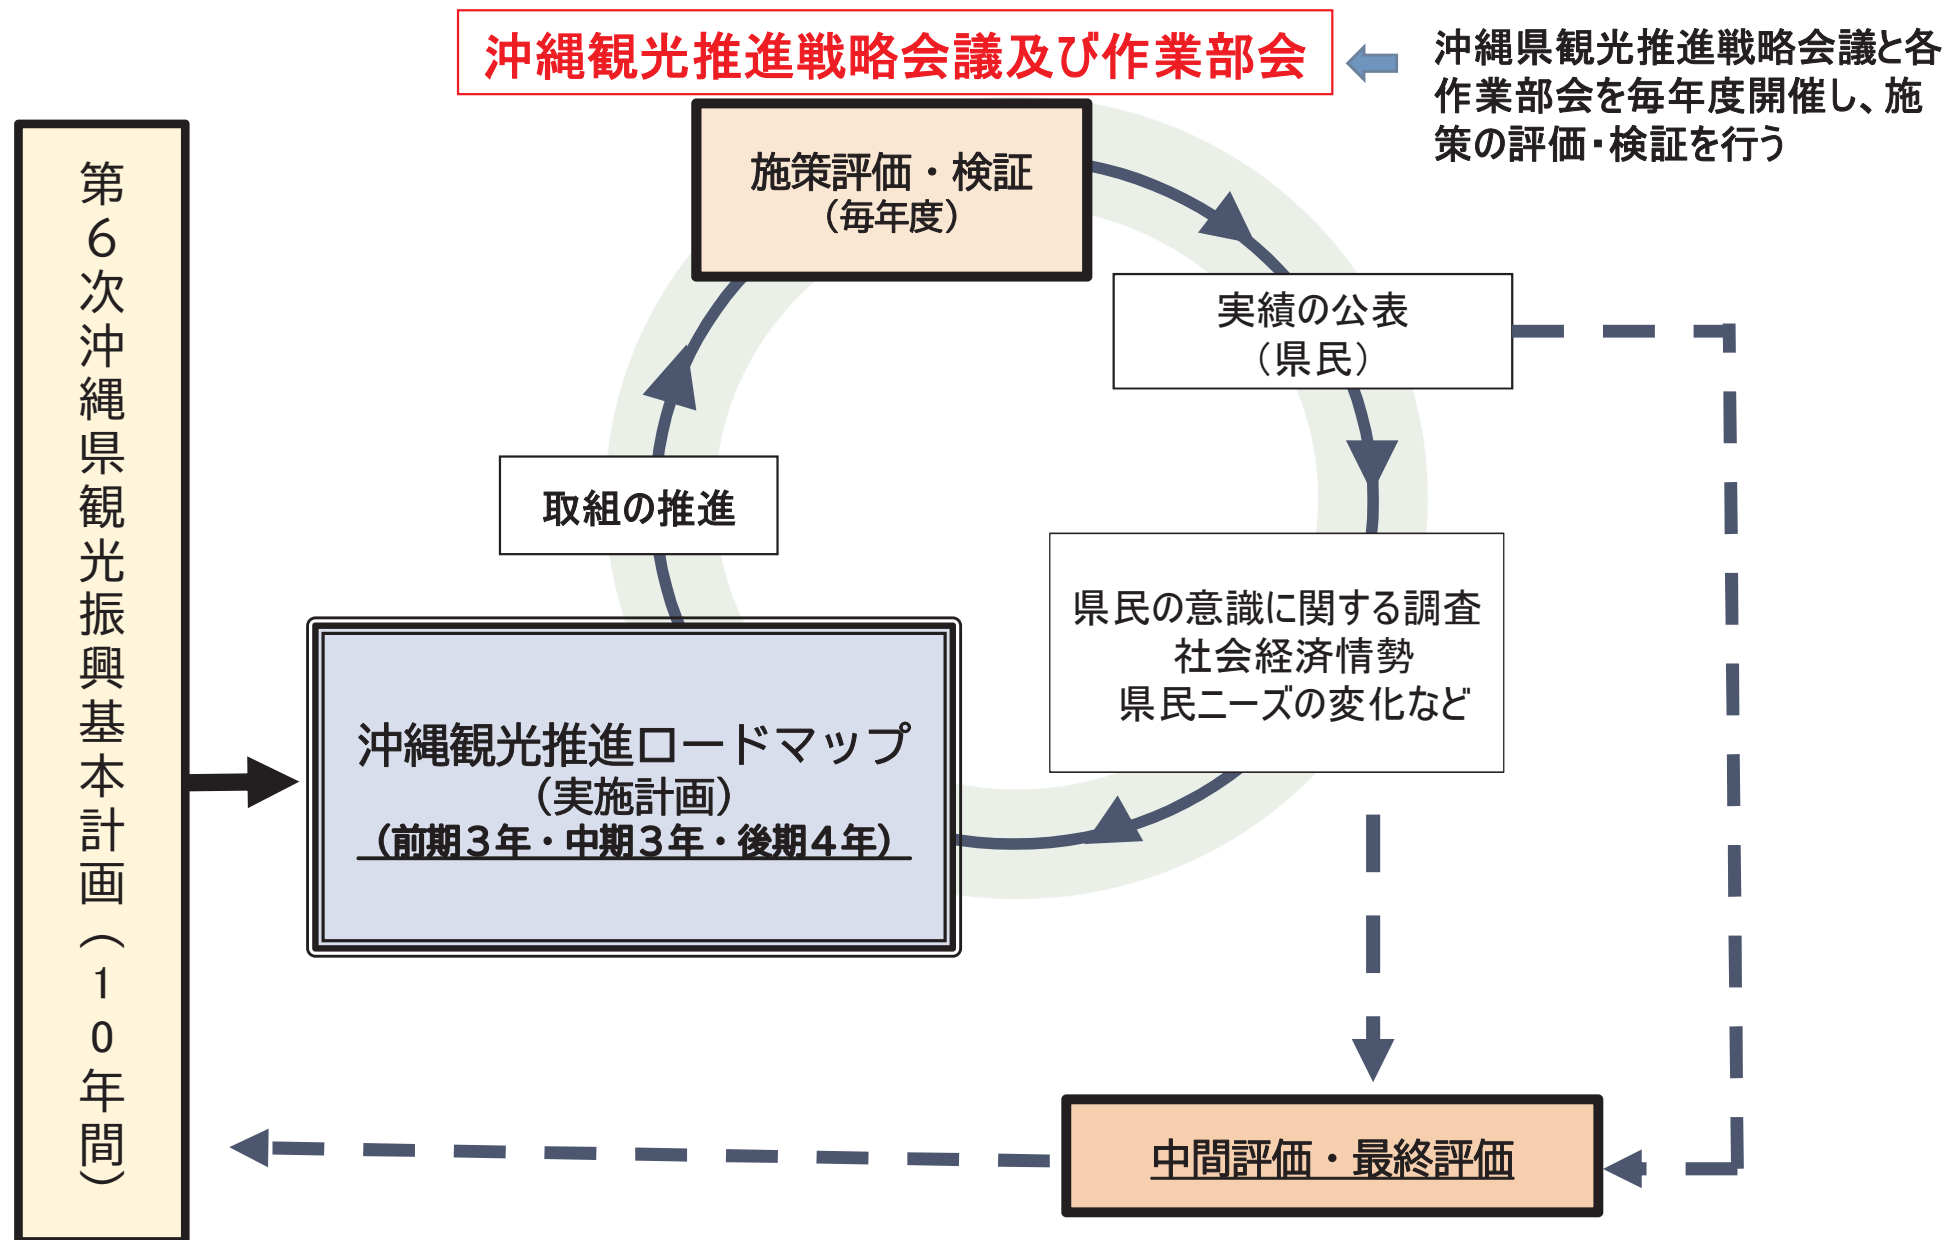 沖縄観光推進戦略会議及び作業部会
沖縄県観光推進戦略会議と各
作業部会を毎年度開催し、施
策の評価・検証を行う
第６次沖縄県観光振興基本計画（１０年間）
施策評価・検証
（毎年度）
実績の公表
（県民）
取組の推進
県民の意識に関する調査
社会経済情勢
県民ニーズの変化など
沖縄観光推進ロードマップ
（実施計画）
（前期３年・中期３年・後期４年）
中間評価・最終評価